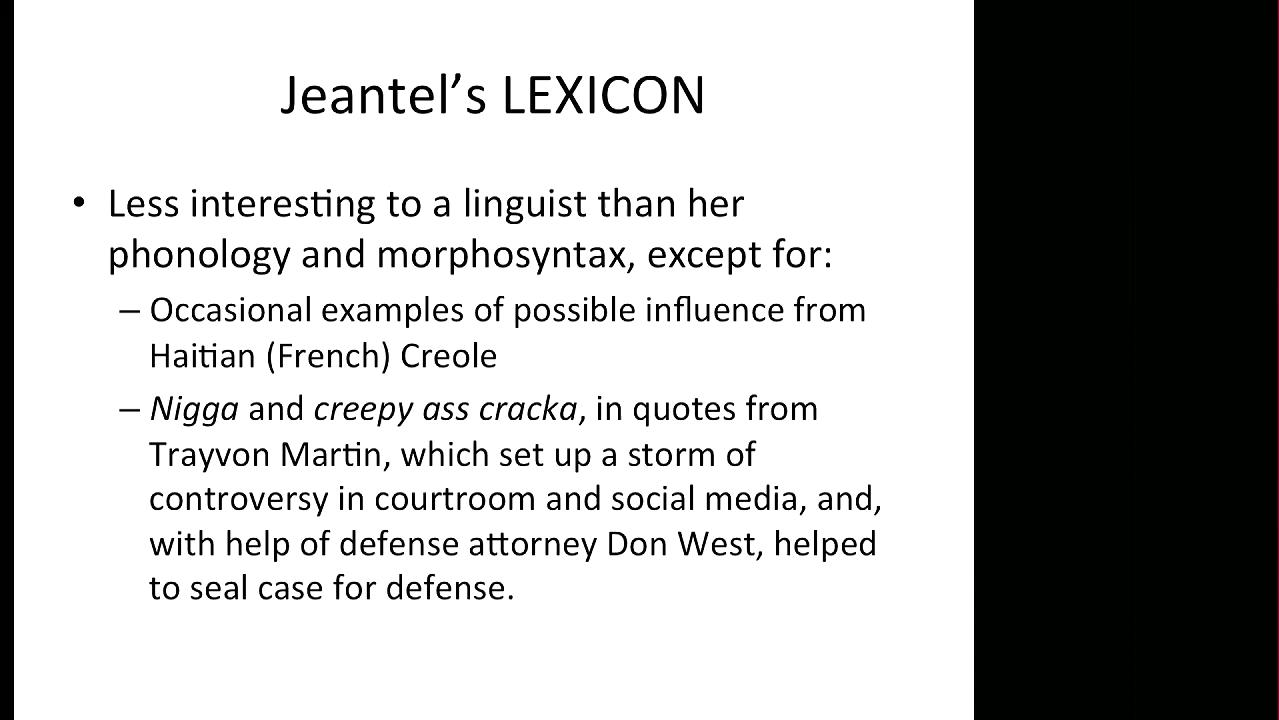 Jeantel’s LEXICON
• Less interesting to a linguist than her
phonology and morphosyntax, except for:
– Occasional examples of possible influence from
Haitian (French) Creole
– Nigga and creepy ass cracka, in quotes from
Trayvon Martin, which set up a storm of
controversy in courtroom and social media, and,
with help of defense attorney Don West, helped
to seal case for defense.